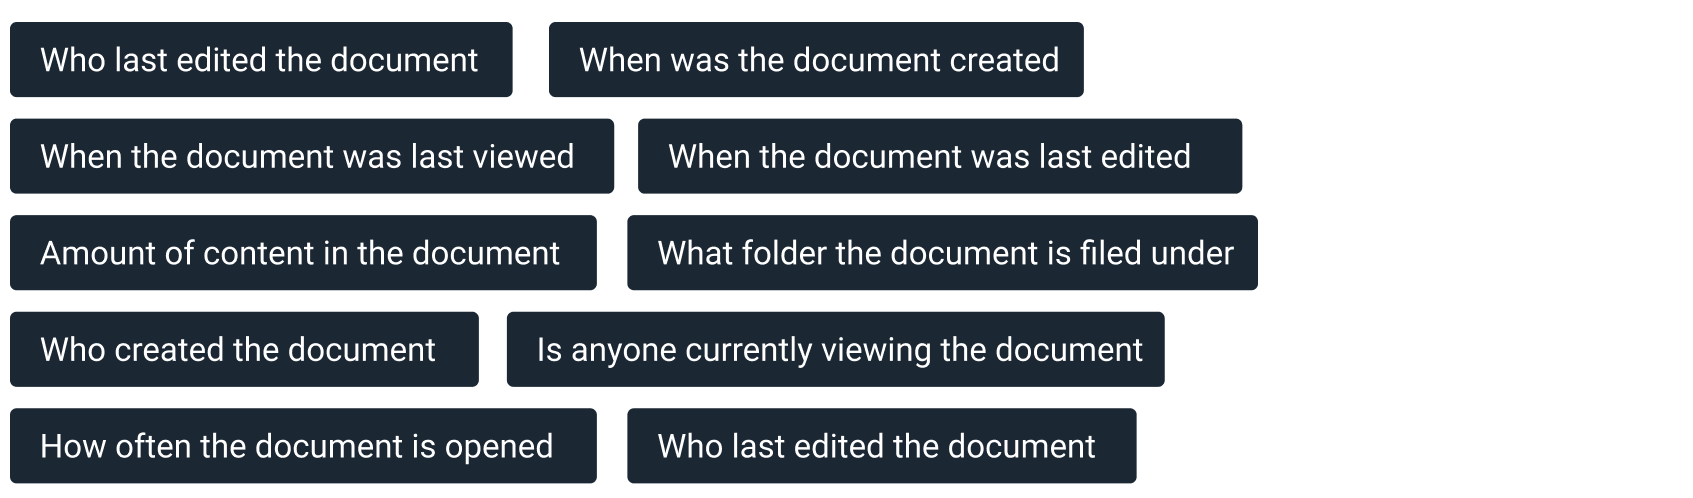 Who last edited the document
When was the document created
When the document was last viewed
When the document was last edited
Amount of content in the document
What folder the document is filed under
Who created the document
Is anyone currently viewing the document
How often the document is opened
Who last edited the document